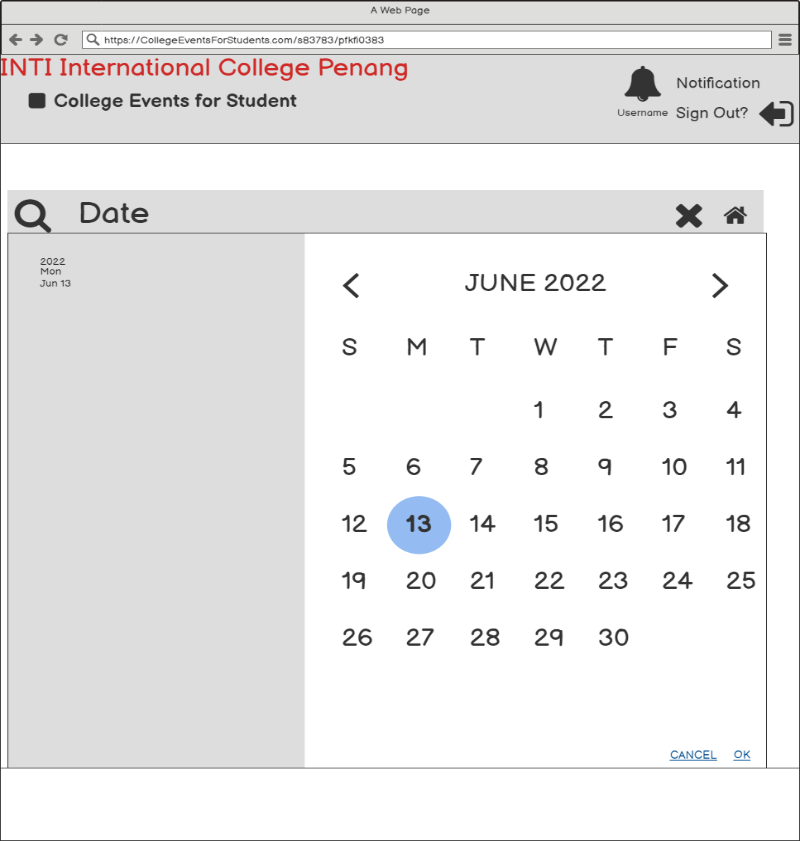 A Web Page
https://CollegeEventsForStudents.com/s83783/pfkfi0383
INTI International College Penang
College Events for Student
Notification
Username Sign Out?
Date
2022
Mon
Jun 13
JUNE 2022
S M T W T F S
1 2 3 4
5 6 7 8 9 10 11
12 13 14 15 16 17 18
19 20 21 22 23 24 25
26 27 28 29 30
CANCEL OK